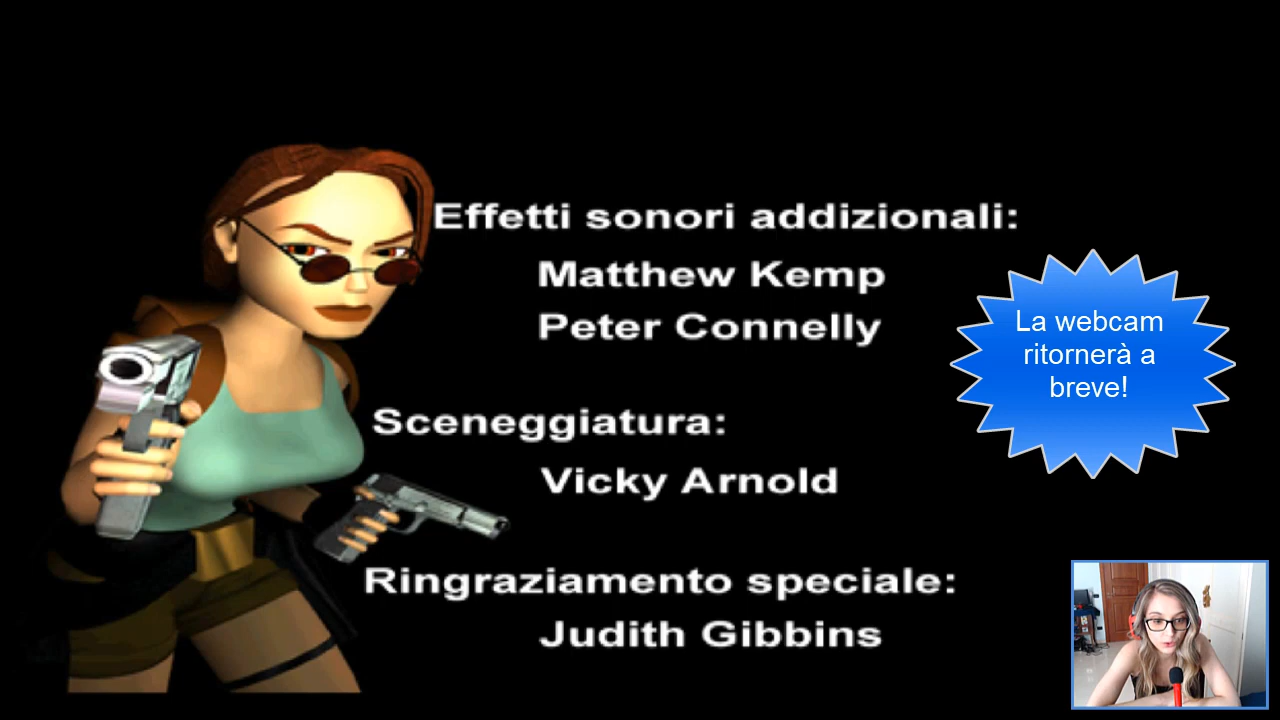 Effetti sonori addizionali:
Matthew Kemp
Peter Connelly
Sceneggiatura:
Vicky Arnold
Ringraziamento speciale:
Judith Gibbins
La webcam
ritornerà a
breve!